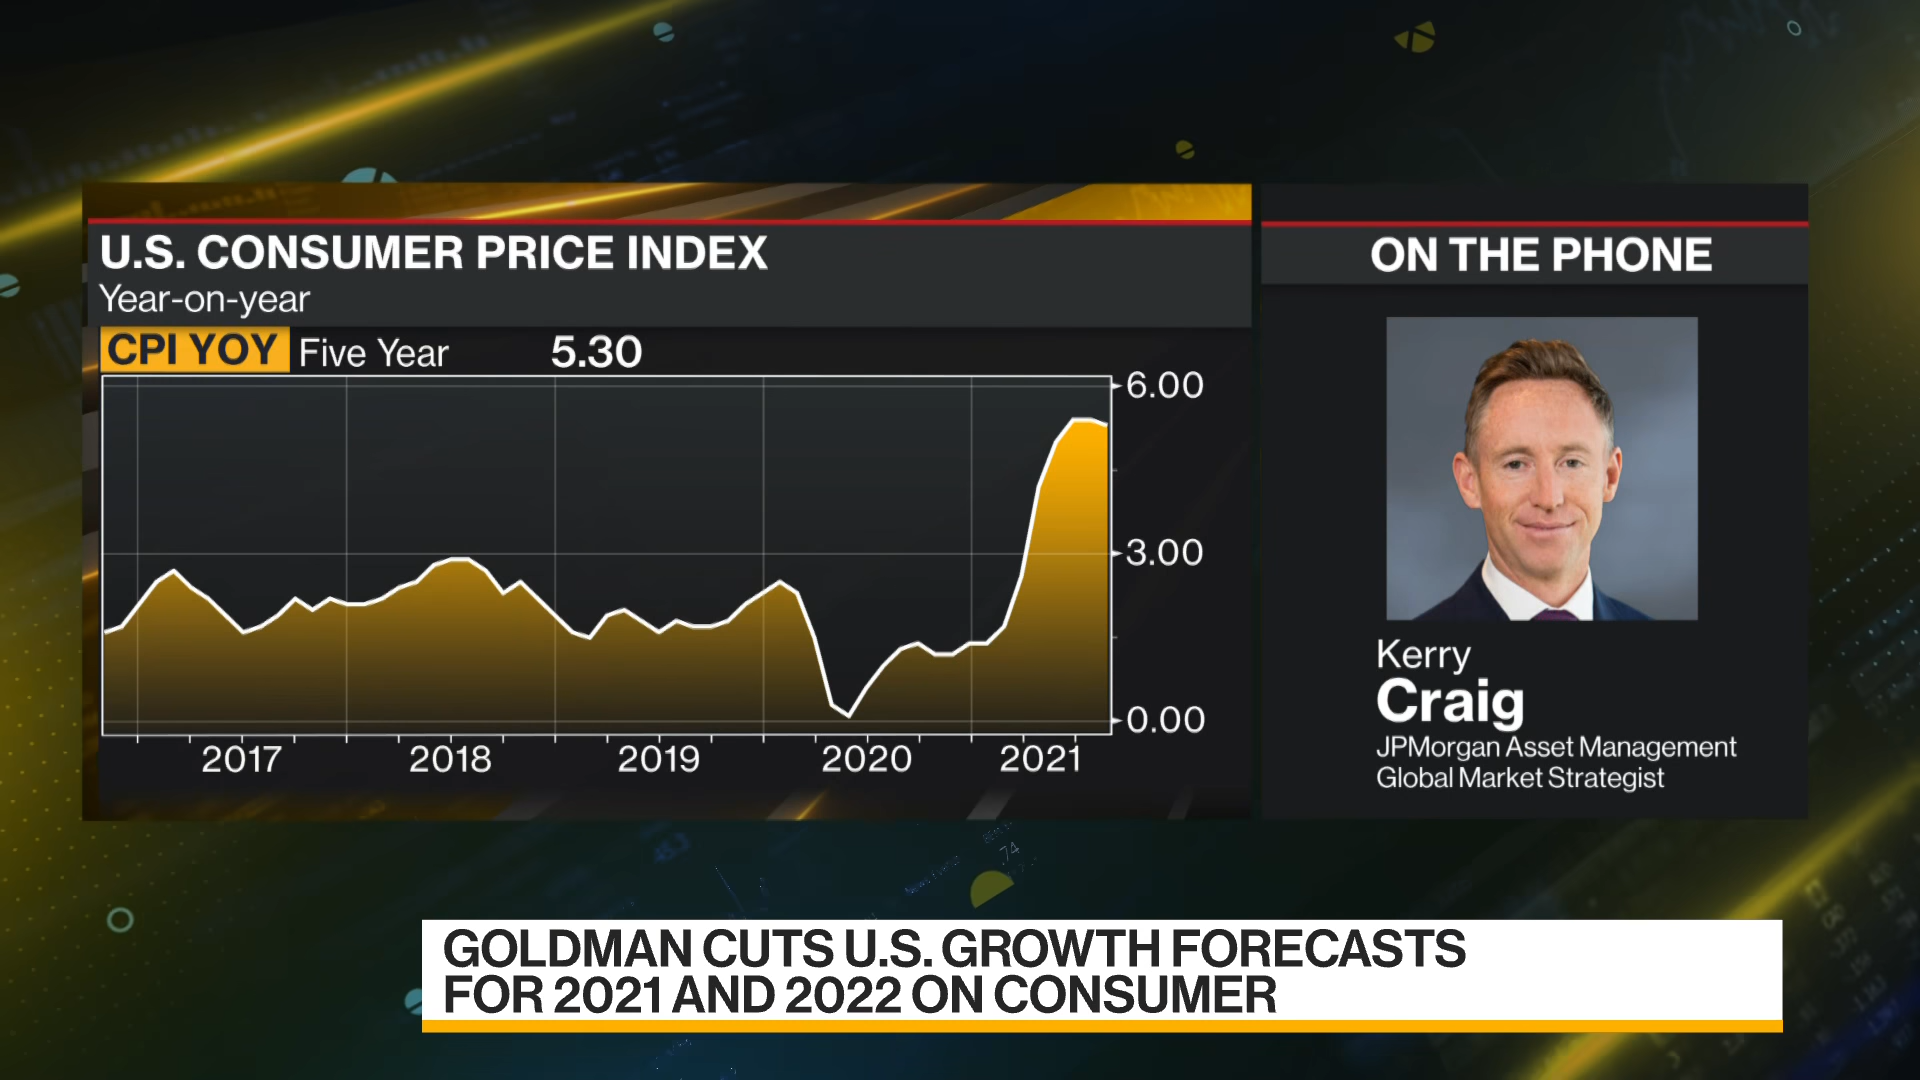 U.S. CONSUMER PRICE INDEX
Year-on-year
CPI YOY Five Year 5.30
6.00
3.00
0.00
2017 2018 2019 2020 2021
ON THE PHONE
Kerry
Craig
JPMorgan Asset Management
Global Market Strategist
GOLDMAN CUTS U.S. GROWTH FORECASTS
FOR 2021 AND 2022 ON CONSUMER